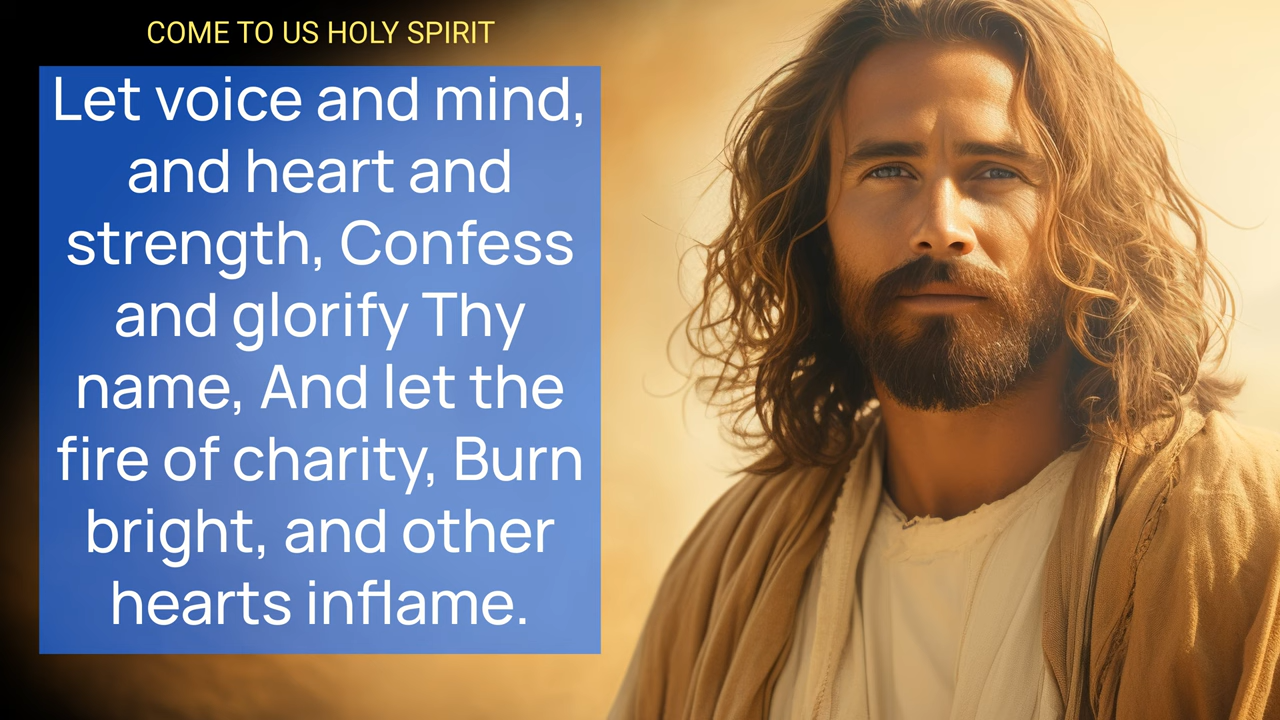 COME TO US HOLY SPIRIT
Let voice and mind,
and heart and
strength, Confess
and glorify Thy
name, And let the
fire of charity, Burn
bright, and other
hearts inflame.